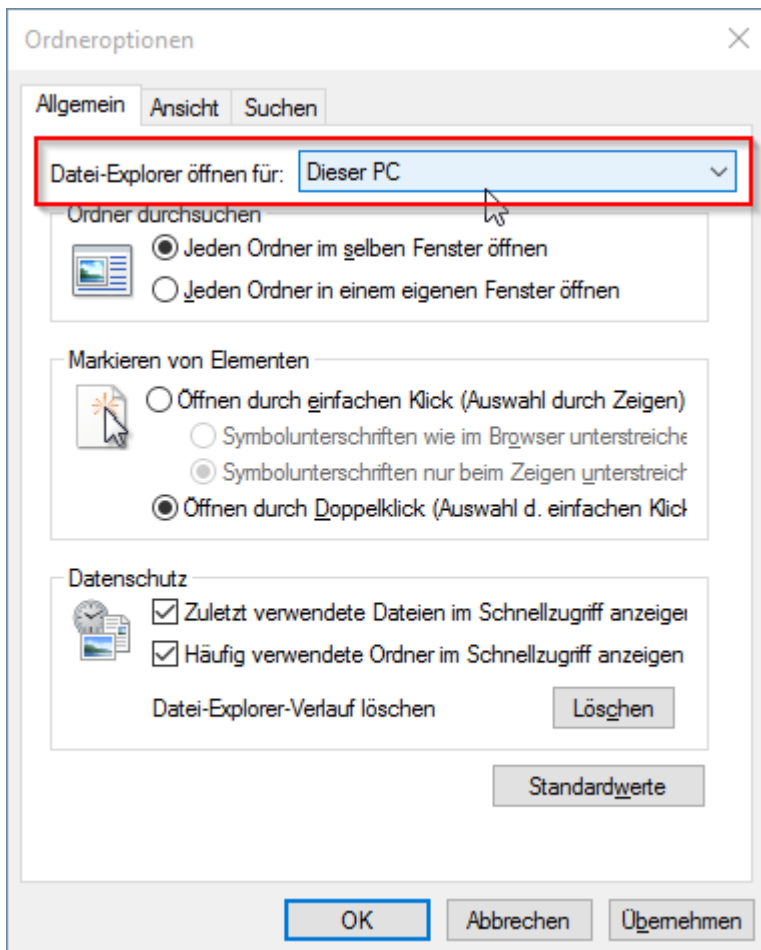 Ordneroptionen
Allgemein Ansicht Suchen
Datei-Explorer öffnen für: Dieser PC
Ordner durchsuchen
Jeden Ordner im selben Fenster öffnen
Jeden Ordner in einem eigenen Fenster öffnen
Markieren von Elementen
Öffnen durch einfachen Klick (Auswahl durch Zeigen)
Symbolunterschriften wie im Browser unterstreiche
Symbolunterschriften nur beim Zeigen unterstreich
Öffnen durch Doppelklick (Auswahl d. einfachen Klick
Datenschutz
Zuletzt verwendete Dateien im Schnellzugriff anzeigen
Häufig verwendete Ordner im Schnellzugriff anzeigen
Datei-Explorer-Verlauf löschen Löschen
Standardwerte
OK Abbrechen Übernehmen